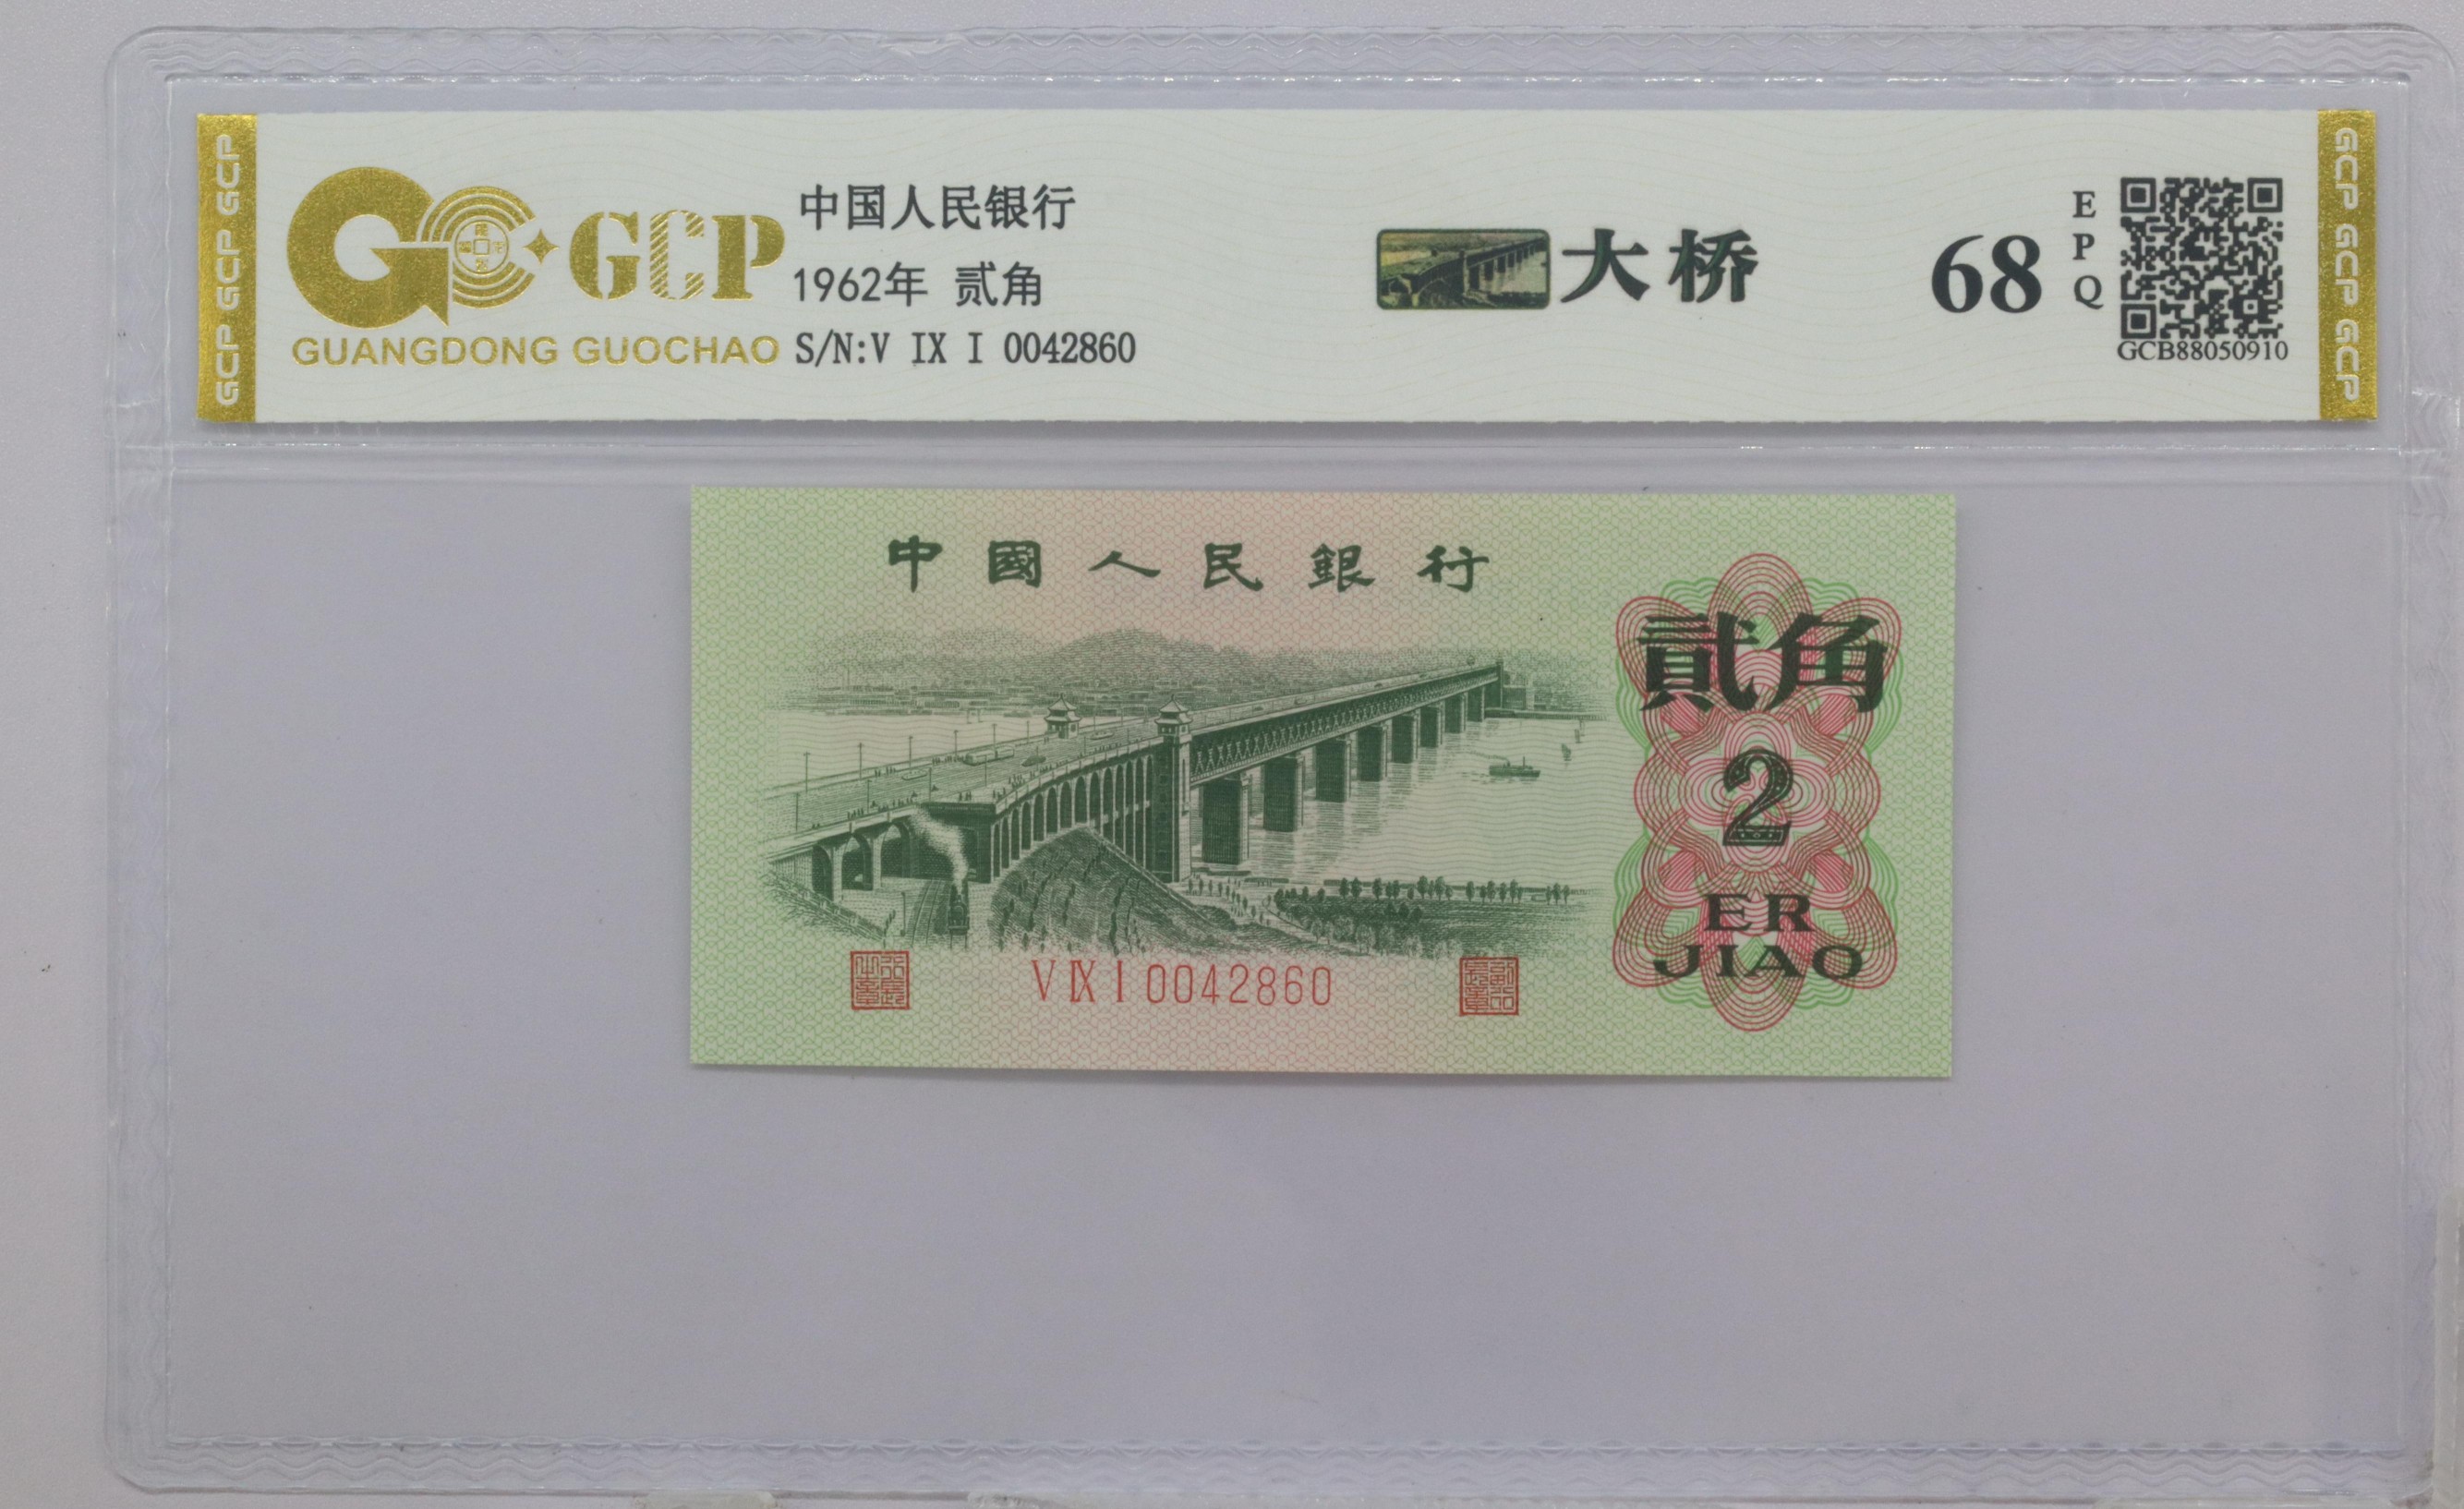 GCP GCP GCP
GCP
GUANGDONG GUOCHAO
中国人民银行
1962年 贰角
S/N:V IX I 0042860
大桥
68
EPQ
GCB88050910
GCP GCP GCP
中國人民銀行
貳角
2
ER
JIAO
V IX I 0042860